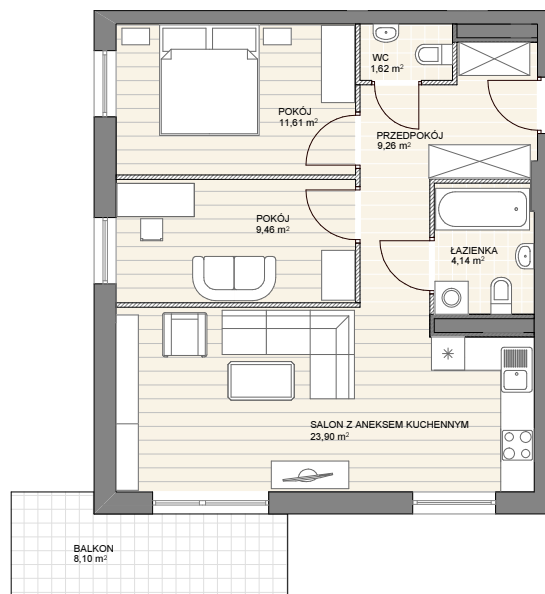 WC
1,62 m²
POKÓJ
11,61 m²
PRZEDPOKÓJ
9,26 m²
POKÓJ
9,46 m²
ŁAZIENKA
4,14 m²
SALON Z ANEKSEM KUCHENNYM
23,90 m²
BALKON
8,10 m²